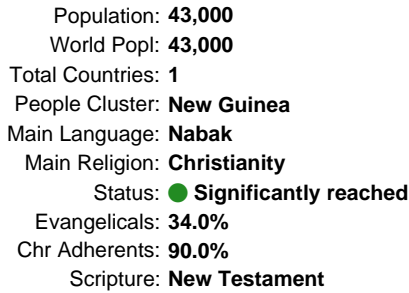 Population: 43,000
World Popl: 43,000
Total Countries: 1
People Cluster: New Guinea
Main Language: Nabak
Main Religion: Christianity
Status: Significantly reached
Evangelicals: 34.0%
Chr Adherents: 90.0%
Scripture: New Testament